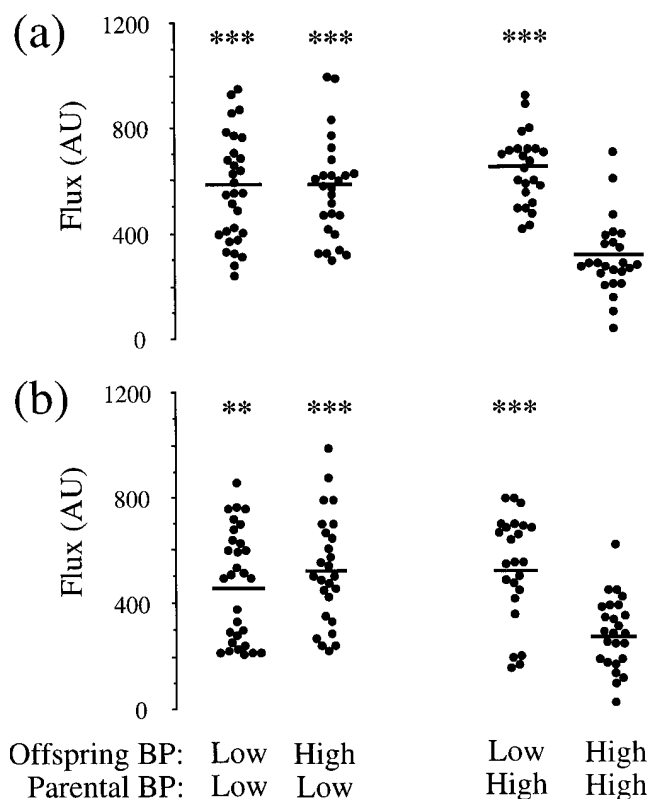 (a)
1200
*** *** ***
800
Flux (AU)
400
0
(b)
1200
** *** ***
800
Flux (AU)
400
0
Offspring BP: Low High Low High
Parental BP: Low Low High High